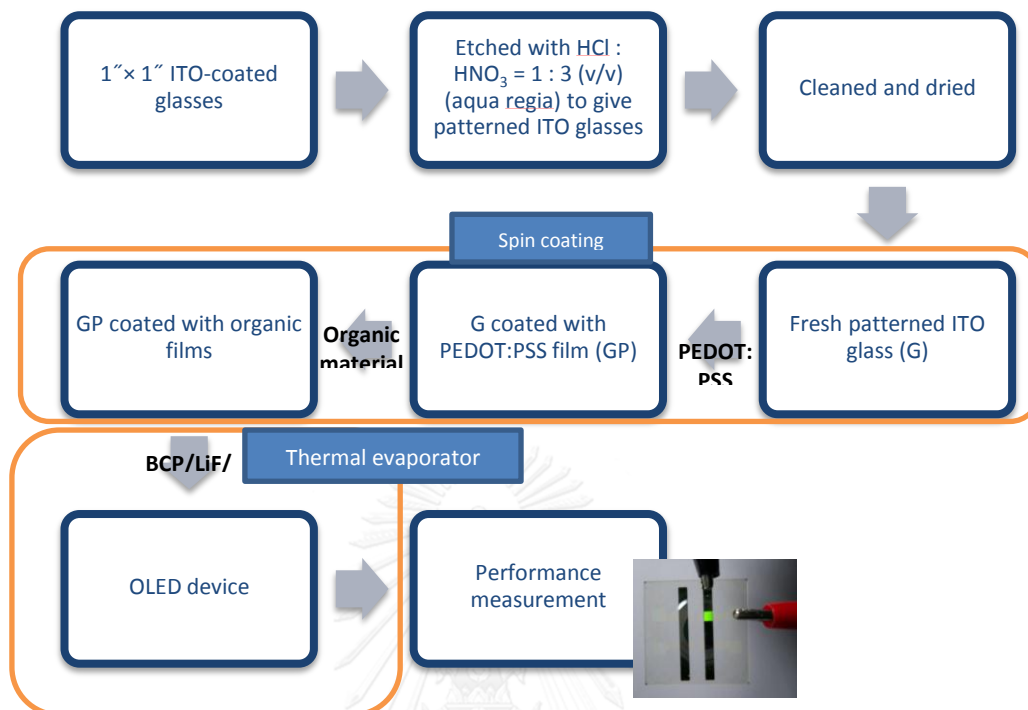 1˝× 1˝ ITO-coated
glasses
Etched with HCl :
HNO₃ = 1 : 3 (v/v)
(aqua regia) to give
patterned ITO glasses
Cleaned and dried
Spin coating
Fresh patterned ITO
glass (G)
PEDOT:
PSS
G coated with
PEDOT:PSS film (GP)
Organic
material
GP coated with organic
films
BCP/LiF/
Thermal evaporator
OLED device
Performance
measurement